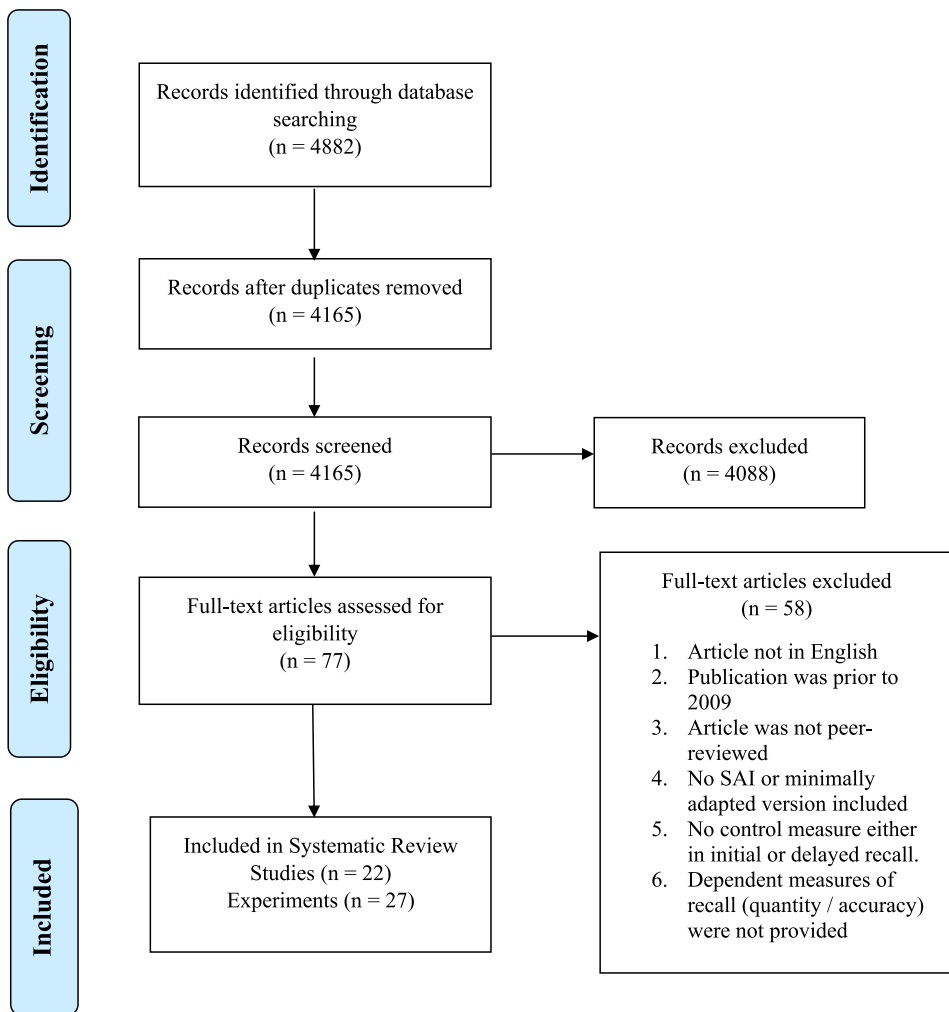 Identification
Records identified through database
searching
(n = 4882)
Screening
Records after duplicates removed
(n = 4165)
Records screened
(n = 4165)
Records excluded
(n = 4088)
Eligibility
Full-text articles assessed for
eligibility
(n = 77)
Full-text articles excluded
(n = 58)
1. Article not in English
2. Publication was prior to
2009
3. Article was not peer-
reviewed
4. No SAI or minimally
adapted version included
5. No control measure either
in initial or delayed recall.
6. Dependent measures of
recall (quantity / accuracy)
were not provided
Included
Included in Systematic Review
Studies (n = 22)
Experiments (n = 27)